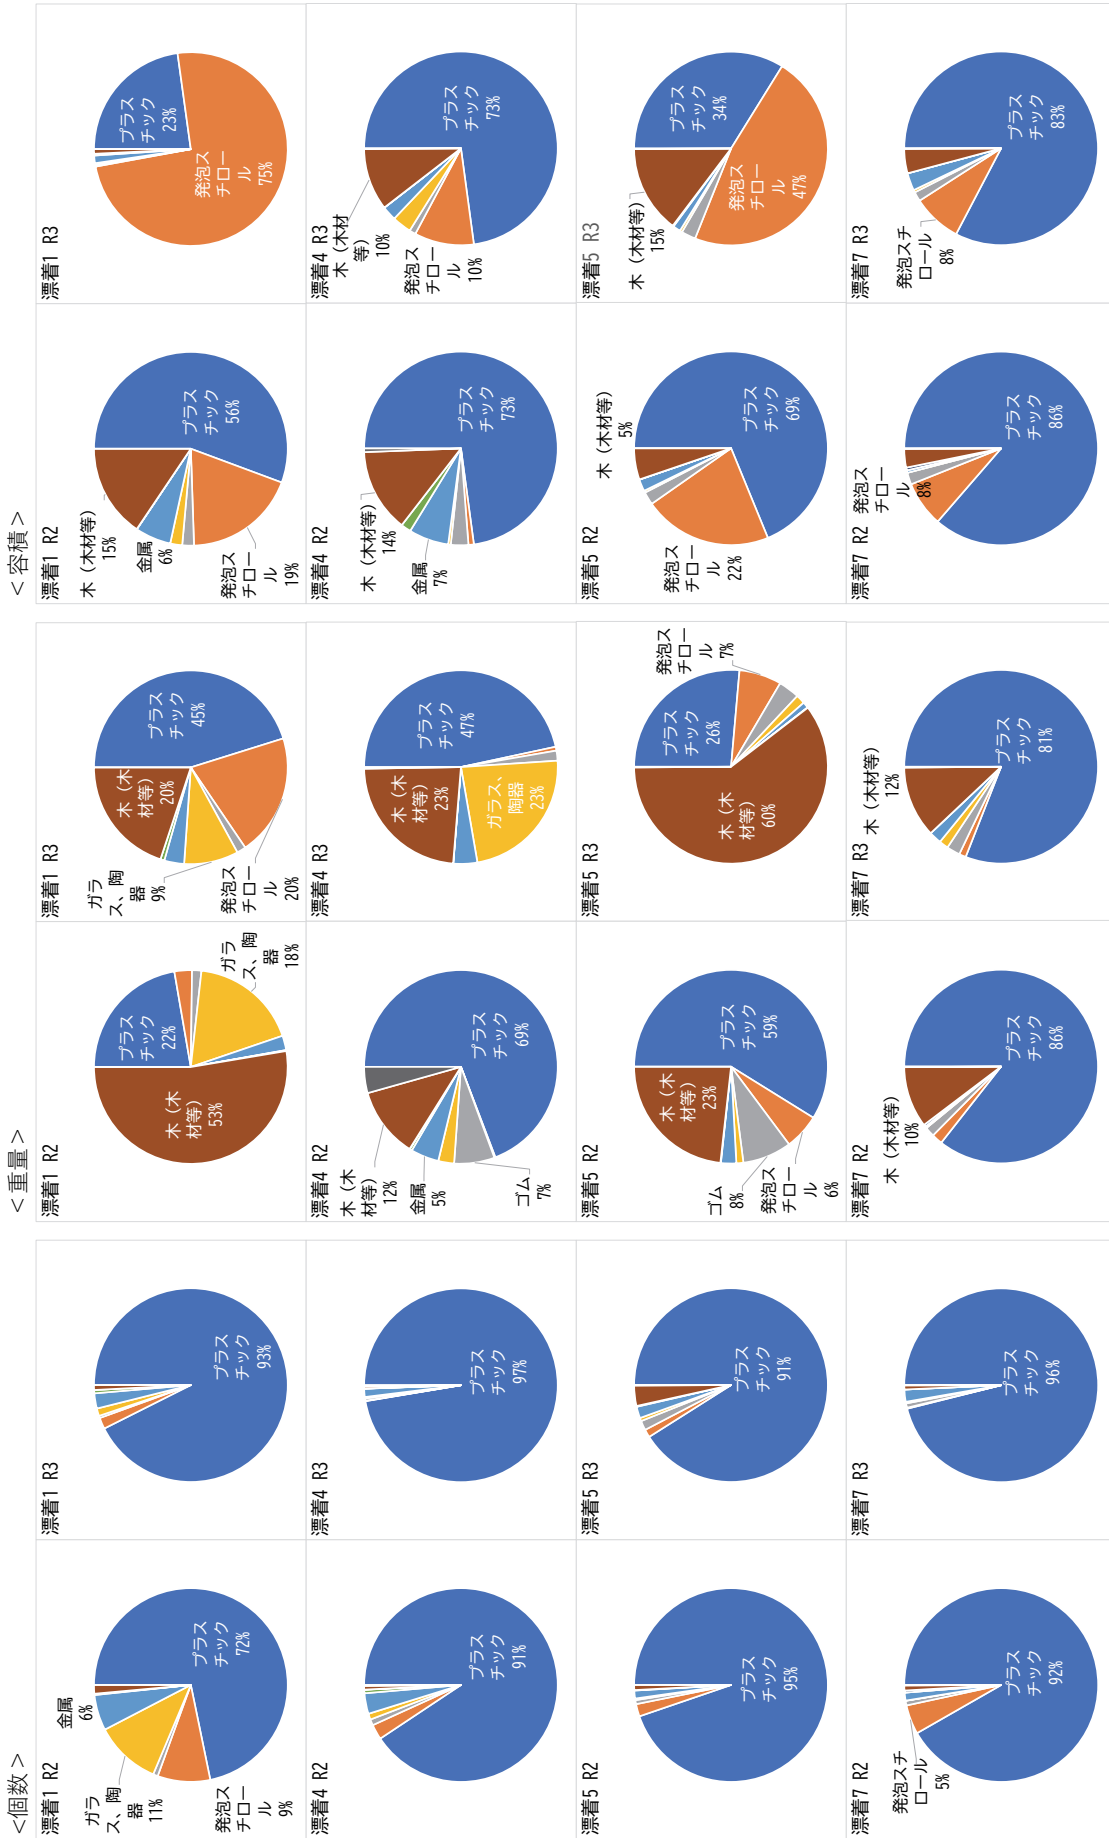 <個数>
漂着1 R2
金属
6%
ガラ
ス、陶
器
11%
発泡ス
チロー
ル
9%
プラス
チック
72%
漂着1 R3
プラス
チック
93%
漂着4 R2
プラス
チック
91%
漂着4 R3
プラス
チック
97%
漂着5 R2
プラス
チック
95%
漂着5 R3
プラス
チック
91%
漂着7 R2
発泡スチ
ロール
5%
プラス
チック
92%
漂着7 R3
プラス
チック
96%
<重量>
漂着1 R2
プラス
チック
22%
ガラ
ス、陶
器
18%
木（木
材等）
53%
漂着1 R3
木（木
材等）
20%
プラス
チック
45%
ガラ
ス、陶
器
9%
発泡ス
チロー
ル
20%
漂着4 R2
木（木
材等）
12%
金属
5%
ゴム
7%
プラス
チック
69%
漂着4 R3
木（木
材等）
23%
プラス
チック
47%
ガラス、
陶器
23%
漂着5 R2
木（木
材等）
23%
ゴム
8%
発泡ス
チロー
ル
6%
プラス
チック
59%
漂着5 R3
プラス
チック
26%
発泡ス
チロー
ル
7%
木（木
材等）
60%
漂着7 R2
木（木材等）
10%
プラス
チック
86%
漂着7 R3
木（木材等）
12%
プラス
チック
81%
<容積>
漂着1 R2
木（木材等）
15%
金属
6%
発泡ス
チロー
ル
19%
プラス
チック
56%
漂着1 R3
プラス
チック
23%
発泡ス
チロー
ル
75%
漂着4 R2
木（木材等）
14%
金属
7%
プラス
チック
73%
漂着4 R3
木（木材
等）
10%
発泡ス
チロー
ル
10%
プラス
チック
73%
漂着5 R2
木（木材等）
5%
発泡ス
チロー
ル
22%
プラス
チック
69%
漂着5 R3
木（木材等）
15%
プラス
チック
34%
発泡ス
チロー
ル
47%
漂着7 R2
発泡ス
チロー
ル
8%
プラス
チック
86%
漂着7 R3
発泡スチ
ロール
8%
プラス
チック
83%